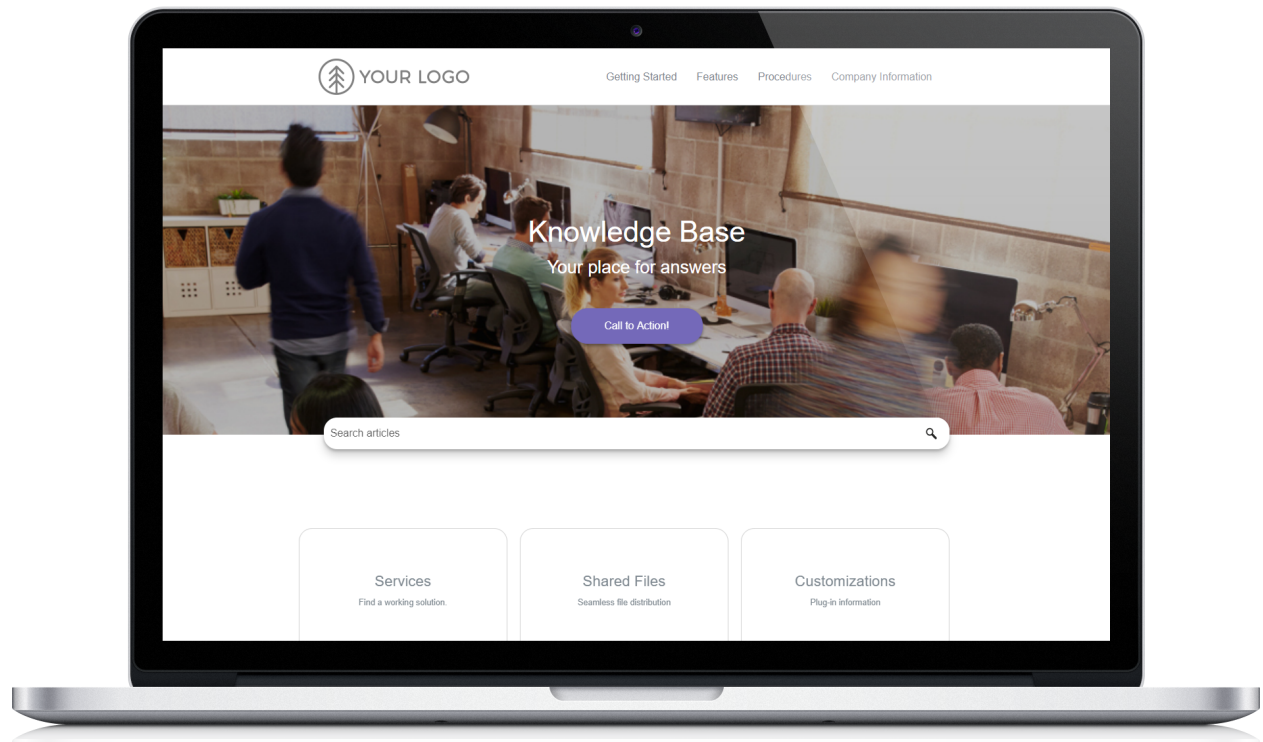 YOUR LOGO
Getting Started Features Procedures Company Information
Knowledge Base
Your place for answers
Call to Action!
Search articles
Services
Find a working solution.
Shared Files
Seamless file distribution
Customizations
Plug-in information